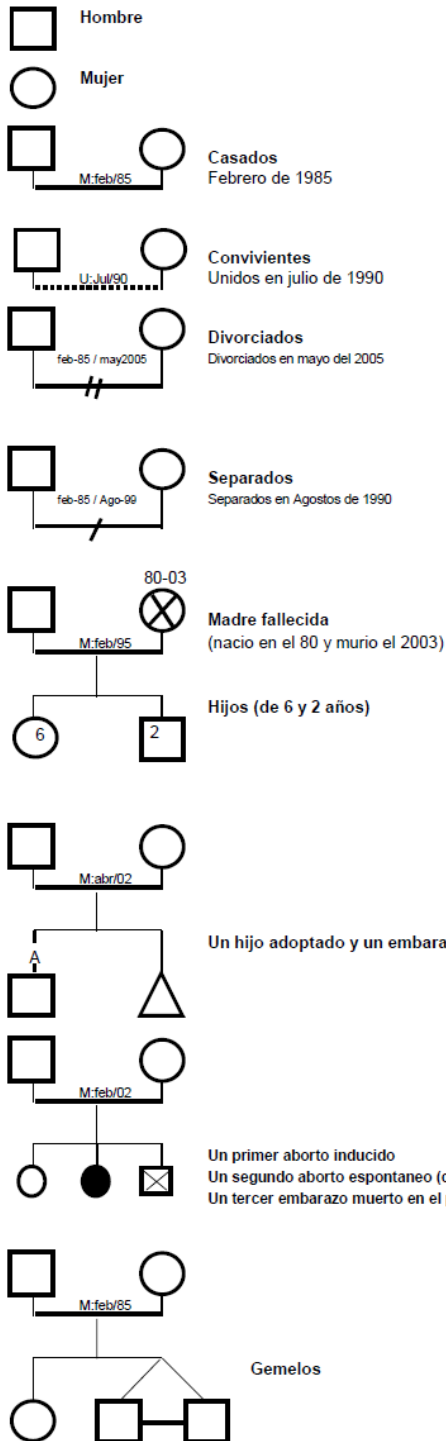 Hombre
Mujer
M:feb/85
Casados
Febrero de 1985
U:Jul/90
Convivientes
Unidos en julio de 1990
feb-85 / may2005
Divorciados
Divorciados en mayo del 2005
feb-85 / Ago-99
Separados
Separados en Agostos de 1990
80-03
M:feb/95
Madre fallecida
(nacio en el 80 y murio el 2003)
6
2
Hijos (de 6 y 2 años)
M:abr/02
A
Un hijo adoptado y un embara
M:feb/02
Un primer aborto inducido
Un segundo aborto espontaneo (
Un tercer embarazo muerto en el
M:feb/85
Gemelos